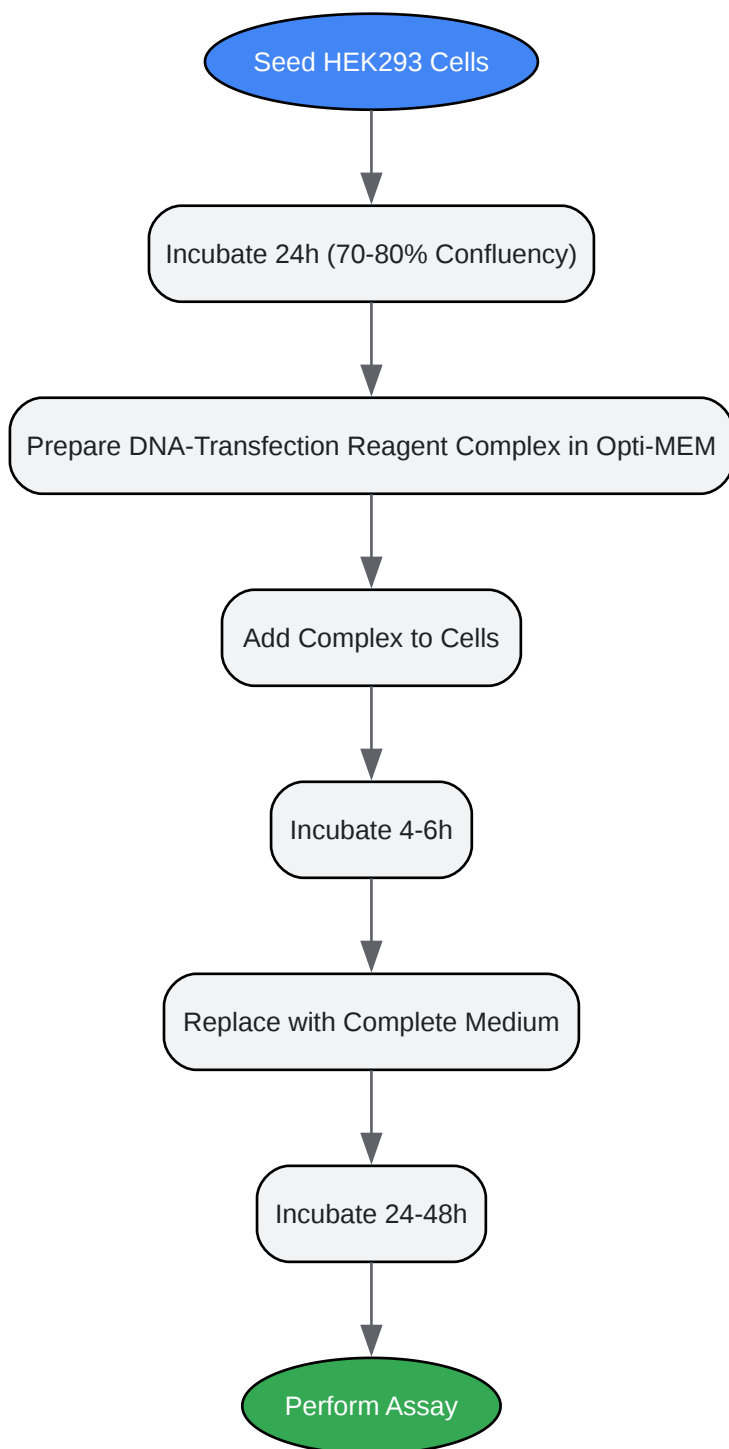 Seed HEK293 Cells
Incubate 24h (70-80% Confluency)
Prepare DNA-Transfection Reagent Complex in Opti-MEM
Add Complex to Cells
Incubate 4-6h
Replace with Complete Medium
Incubate 24-48h
Perform Assay